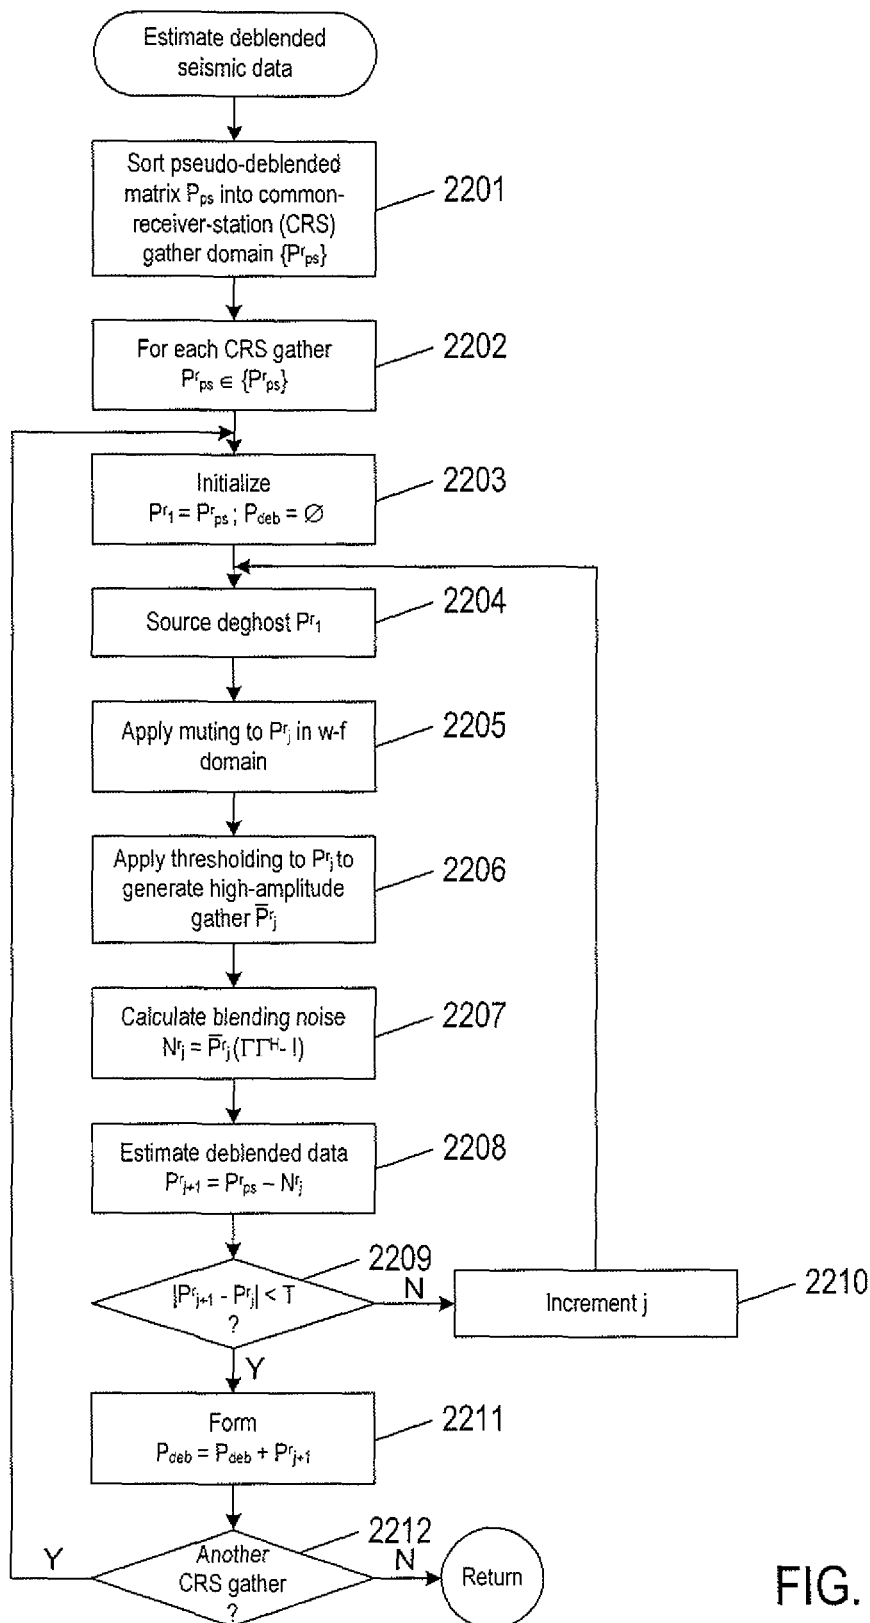 Estimate deblended
seismic data
Sort pseudo-deblended
matrix Pps into common-
receiver-station (CRS)
gather domain {Pʳps}
2201
For each CRS gather
Pʳps ∈ {Pʳps}
2202
Initialize
Pʳ1 = Pʳps ; Pdeb = ∅
2203
Source deghost Pʳ1
2204
Apply muting to Pʳj in w-f
domain
2205
Apply thresholding to Pʳj to
generate high-amplitude
gather P̅ʳj
2206
Calculate blending noise
Nʳj = P̅ʳj (ΓΓᴴ - I)
2207
Estimate deblended data
Pʳj+1 = Pʳps – Nʳj
2208
|Pʳj+1 - Pʳj| < T
?
2209
N
Increment j
2210
Y
Form
Pdeb = Pdeb + Pʳj+1
2211
Another
CRS gather
?
2212
Y
N
Return
FIG.